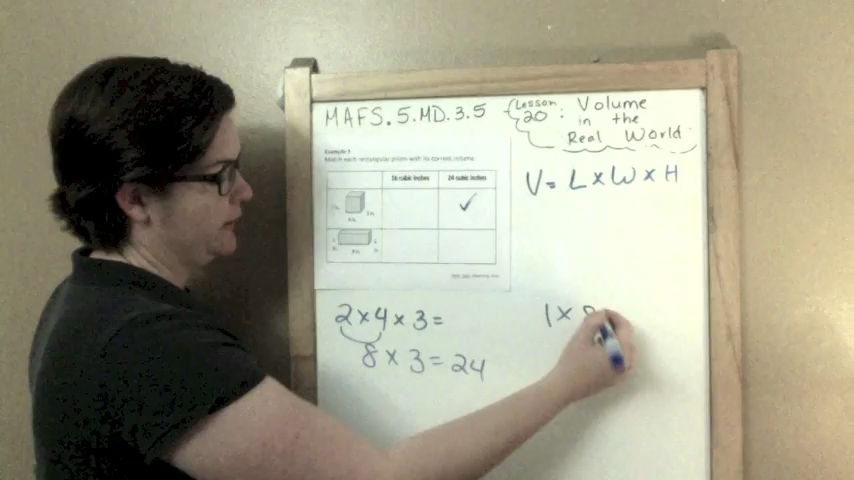 MAFS.5.MD.3.5
Lesson 20: Volume
in the
Real World
Example 3
Match each rectangular prism with its correct volume.
16 cubic inches 24 cubic inches
✓
V = L × W × H
2 × 4 × 3 =
8 × 3 = 24
1 ×